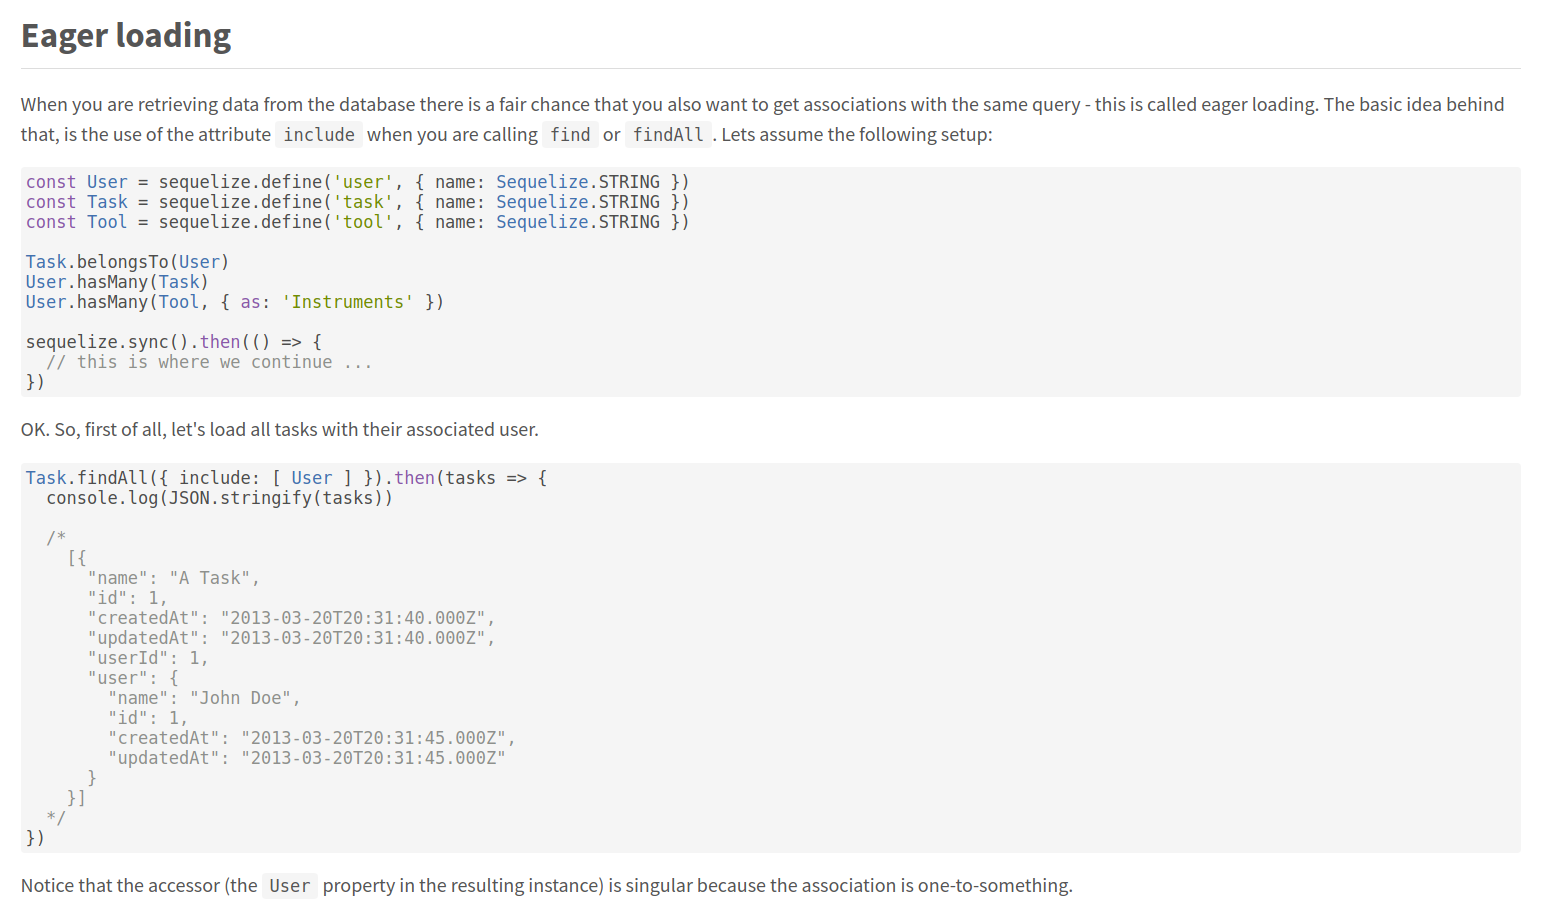 Eager loading
When you are retrieving data from the database there is a fair chance that you also want to get associations with the same query - this is called eager loading. The basic idea behind
that, is the use of the attribute include when you are calling find or findAll . Lets assume the following setup:
const User = sequelize.define('user', { name: Sequelize.STRING })
const Task = sequelize.define('task', { name: Sequelize.STRING })
const Tool = sequelize.define('tool', { name: Sequelize.STRING })

Task.belongsTo(User)
User.hasMany(Task)
User.hasMany(Tool, { as: 'Instruments' })

sequelize.sync().then(() => {
  // this is where we continue ...
})
OK. So, first of all, let's load all tasks with their associated user.
Task.findAll({ include: [ User ] }).then(tasks => {
  console.log(JSON.stringify(tasks))

  /*
    [{
      "name": "A Task",
      "id": 1,
      "createdAt": "2013-03-20T20:31:40.000Z",
      "updatedAt": "2013-03-20T20:31:40.000Z",
      "userId": 1,
      "user": {
        "name": "John Doe",
        "id": 1,
        "createdAt": "2013-03-20T20:31:45.000Z",
        "updatedAt": "2013-03-20T20:31:45.000Z"
      }
    }]
  */
})
Notice that the accessor (the User property in the resulting instance) is singular because the association is one-to-something.